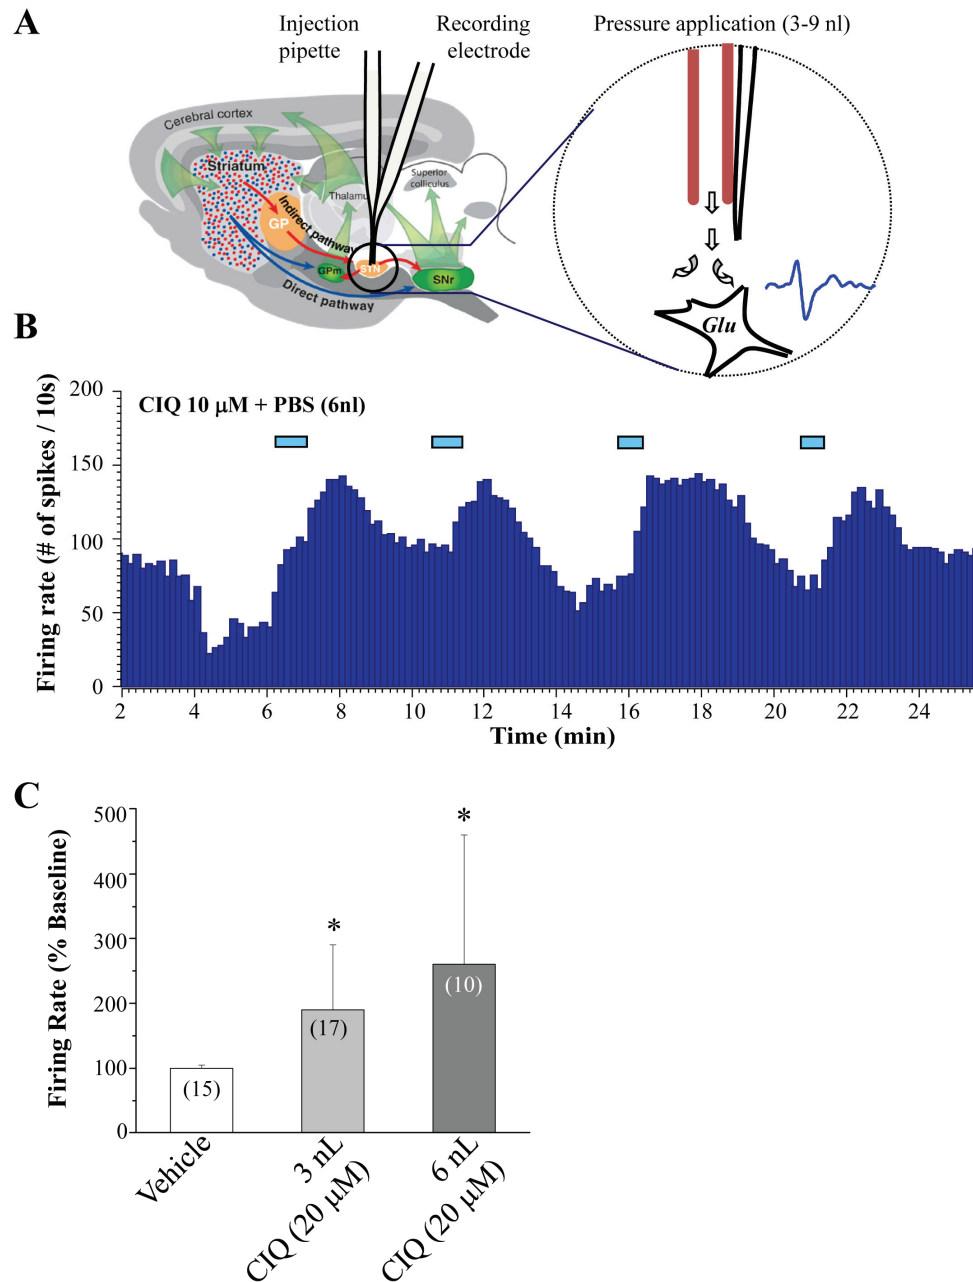 A
Injection
pipette
Recording
electrode
Pressure application (3-9 nl)
Cerebral cortex
Striatum
Thalamu
Superior
colliculus
GP
Indirect pathway
GPm
STN
SNr
Direct pathway
Glu
B
CIQ 10 µM + PBS (6nl)
Firing rate (# of spikes / 10s)
200
150
100
50
0
2 4 6 8 10 12 14 16 18 20 22 24
Time (min)
C
Firing Rate (% Baseline)
500
400
300
200
100
0
*
*
(15)
(17)
(10)
Vehicle
3 nL
CIQ (20 µM)
6 nL
CIQ (20 µM)